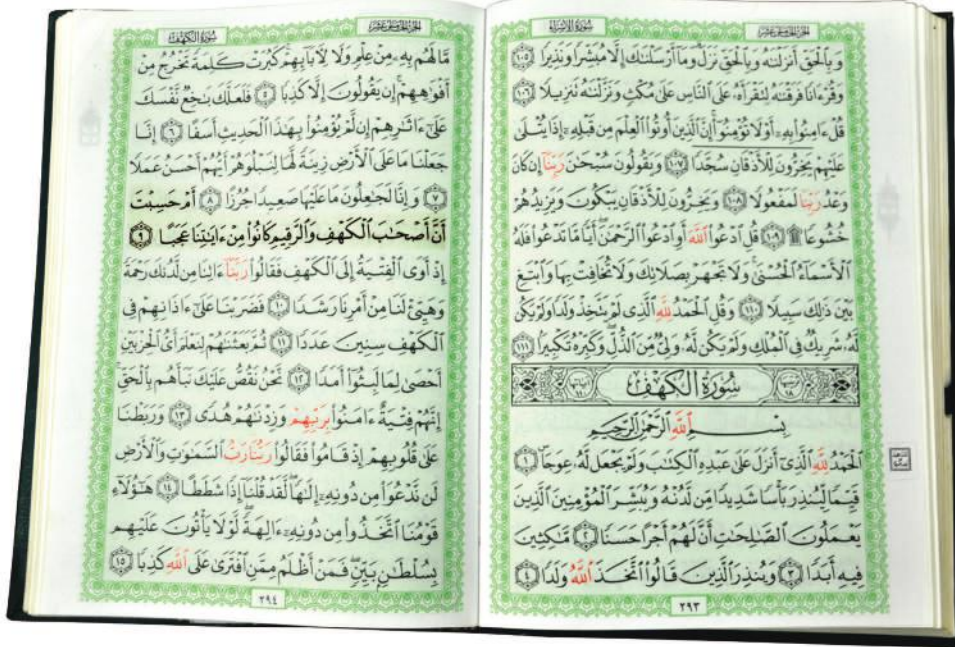 سُورَةُ الإِسْرَاءِ
الجزء الخامس عشر
وَبِالْحَقِّ أَنزَلْنَٰهُ وَبِالْحَقِّ نَزَلَ وَمَآ أَرْسَلْنَٰكَ إِلَّا مُبَشِّرًا وَنَذِيرًا ١٠٥
وَقُرْءَانًا فَرَقْنَٰهُ لِتَقْرَأَهُۥ عَلَى ٱلنَّاسِ عَلَىٰ مُكْثٍ وَنَزَّلْنَٰهُ تَنزِيلًا ١٠٦
قُلْ ءَامِنُوا۟ بِهِۦٓ أَوْ لَا تُؤْمِنُوٓا۟ إِنَّ ٱلَّذِينَ أُوتُوا۟ ٱلْعِلْمَ مِن قَبْلِهِۦٓ إِذَا يُتْلَىٰ
عَلَيْهِمْ يَخِرُّونَ لِلْأَذْقَانِ سُجَّدًا ١٠٧ وَيَقُولُونَ سُبْحَٰنَ رَبِّنَآ إِن كَانَ
وَعْدُ رَبِّنَا لَمَفْعُولًا ١٠٨ وَيَخِرُّونَ لِلْأَذْقَانِ يَبْكُونَ وَيَزِيدُهُمْ
خُشُوعًا ۩ ١٠٩ قُلِ ٱدْعُوا۟ ٱللَّهَ أَوِ ٱدْعُوا۟ ٱلرَّحْمَٰنَ أَيًّا مَّا تَدْعُوا۟ فَلَهُ
ٱلْأَسْمَآءُ ٱلْحُسْنَىٰ وَلَا تَجْهَرْ بِصَلَاتِكَ وَلَا تُخَافِتْ بِهَا وَٱبْتَغِ
بَيْنَ ذَٰلِكَ سَبِيلًا ١١٠ وَقُلِ ٱلْحَمْدُ لِلَّهِ ٱلَّذِى لَمْ يَتَّخِذْ وَلَدًا وَلَمْ يَكُن
لَّهُۥ شَرِيكٌ فِى ٱلْمُلْكِ وَلَمْ يَكُن لَّهُۥ وَلِىٌّ مِّنَ ٱلذُّلِّ وَكَبِّرْهُ تَكْبِيرًۢا ١١١
سُورَةُ الْكَهْفِ
بِسْمِ ٱللَّهِ ٱلرَّحْمَٰنِ ٱلرَّحِيمِ
ٱلْحَمْدُ لِلَّهِ ٱلَّذِىٓ أَنزَلَ عَلَىٰ عَبْدِهِ ٱلْكِتَٰبَ وَلَمْ يَجْعَل لَّهُۥ عِوَجَا ١
قَيِّمًا لِّيُنذِرَ بَأْسًا شَدِيدًا مِّن لَّدُنْهُ وَيُبَشِّرَ ٱلْمُؤْمِنِينَ ٱلَّذِينَ
يَعْمَلُونَ ٱلصَّٰلِحَٰتِ أَنَّ لَهُمْ أَجْرًا حَسَنًا ٢ مَّٰكِثِينَ
فِيهِ أَبَدًا ٣ وَيُنذِرَ ٱلَّذِينَ قَالُوا۟ ٱتَّخَذَ ٱللَّهُ وَلَدًا ٤
٢٩٣
الجزء الخامس عشر
سُورَةُ الكَهْفِ
مَّا لَهُم بِهِۦ مِنْ عِلْمٍ وَلَا لِءَابَآئِهِمْ كَبُرَتْ كَلِمَةً تَخْرُجُ مِنْ
أَفْوَٰهِهِمْ إِن يَقُولُونَ إِلَّا كَذِبًا ٥ فَلَعَلَّكَ بَٰخِعٌ نَّفْسَكَ
عَلَىٰٓ ءَاثَٰرِهِمْ إِن لَّمْ يُؤْمِنُوا۟ بِهَٰذَا ٱلْحَدِيثِ أَسَفًا ٦ إِنَّا
جَعَلْنَا مَا عَلَى ٱلْأَرْضِ زِينَةً لَّهَا لِنَبْلُوَهُمْ أَيُّهُمْ أَحْسَنُ عَمَلًا
٧ وَإِنَّا لَجَٰعِلُونَ مَا عَلَيْهَا صَعِيدًا جُرُزًا ٨ أَمْ حَسِبْتَ
أَنَّ أَصْحَٰبَ ٱلْكَهْفِ وَٱلرَّقِيمِ كَانُوا۟ مِنْ ءَايَٰتِنَا عَجَبًا ٩
إِذْ أَوَى ٱلْفِتْيَةُ إِلَى ٱلْكَهْفِ فَقَالُوا۟ رَبَّنَآ ءَاتِنَا مِن لَّدُنكَ رَحْمَةً
وَهَيِّئْ لَنَا مِنْ أَمْرِنَا رَشَدًا ١٠ فَضَرَبْنَا عَلَىٰٓ ءَاذَانِهِمْ فِى
ٱلْكَهْفِ سِنِينَ عَدَدًا ١١ ثُمَّ بَعَثْنَٰهُمْ لِنَعْلَمَ أَىُّ ٱلْحِزْبَيْنِ
أَحْصَىٰ لِمَا لَبِثُوٓا۟ أَمَدًا ١٢ نَّحْنُ نَقُصُّ عَلَيْكَ نَبَأَهُم بِٱلْحَقِّ
إِنَّهُمْ فِتْيَةٌ ءَامَنُوا۟ بِرَبِّهِمْ وَزِدْنَٰهُمْ هُدًى ١٣ وَرَبَطْنَا
عَلَىٰ قُلُوبِهِمْ إِذْ قَامُوا۟ فَقَالُوا۟ رَبُّنَا رَبُّ ٱلسَّمَٰوَٰتِ وَٱلْأَرْضِ
لَن نَّدْعُوَا۟ مِن دُونِهِۦٓ إِلَٰهًا لَّقَدْ قُلْنَآ إِذًا شَطَطًا ١٤ هَٰٓؤُلَآءِ
قَوْمُنَا ٱتَّخَذُوا۟ مِن دُونِهِۦٓ ءَالِهَةً لَّوْلَا يَأْتُونَ عَلَيْهِم
بِسُلْطَٰنٍۭ بَيِّنٍ فَمَنْ أَظْلَمُ مِمَّنِ ٱفْتَرَىٰ عَلَى ٱللَّهِ كَذِبًا ١٥
٢٩٤